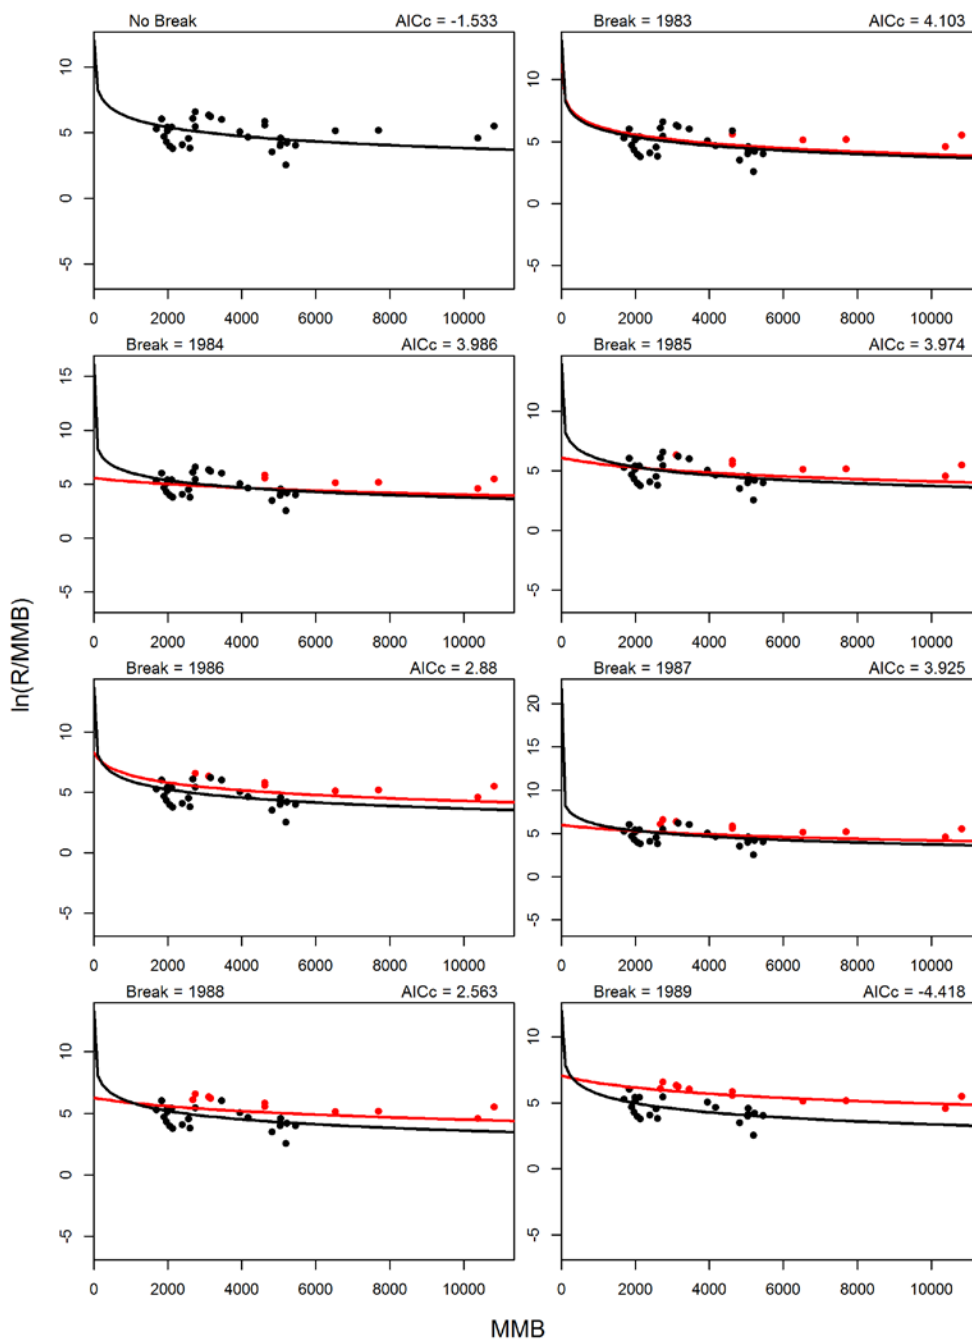 No Break AICc = -1.533
10
5
0
-5
0 2000 4000 6000 8000 10000
Break = 1983 AICc = 4.103
10
5
0
-5
0 2000 4000 6000 8000 10000
Break = 1984 AICc = 3.986
15
10
5
0
-5
0 2000 4000 6000 8000 10000
Break = 1985 AICc = 3.974
10
5
0
-5
0 2000 4000 6000 8000 10000
Break = 1986 AICc = 2.88
10
5
0
-5
0 2000 4000 6000 8000 10000
Break = 1987 AICc = 3.925
20
15
10
5
0
-5
0 2000 4000 6000 8000 10000
Break = 1988 AICc = 2.563
10
5
0
-5
0 2000 4000 6000 8000 10000
Break = 1989 AICc = -4.418
10
5
0
-5
0 2000 4000 6000 8000 10000
ln(R/MMB)
MMB